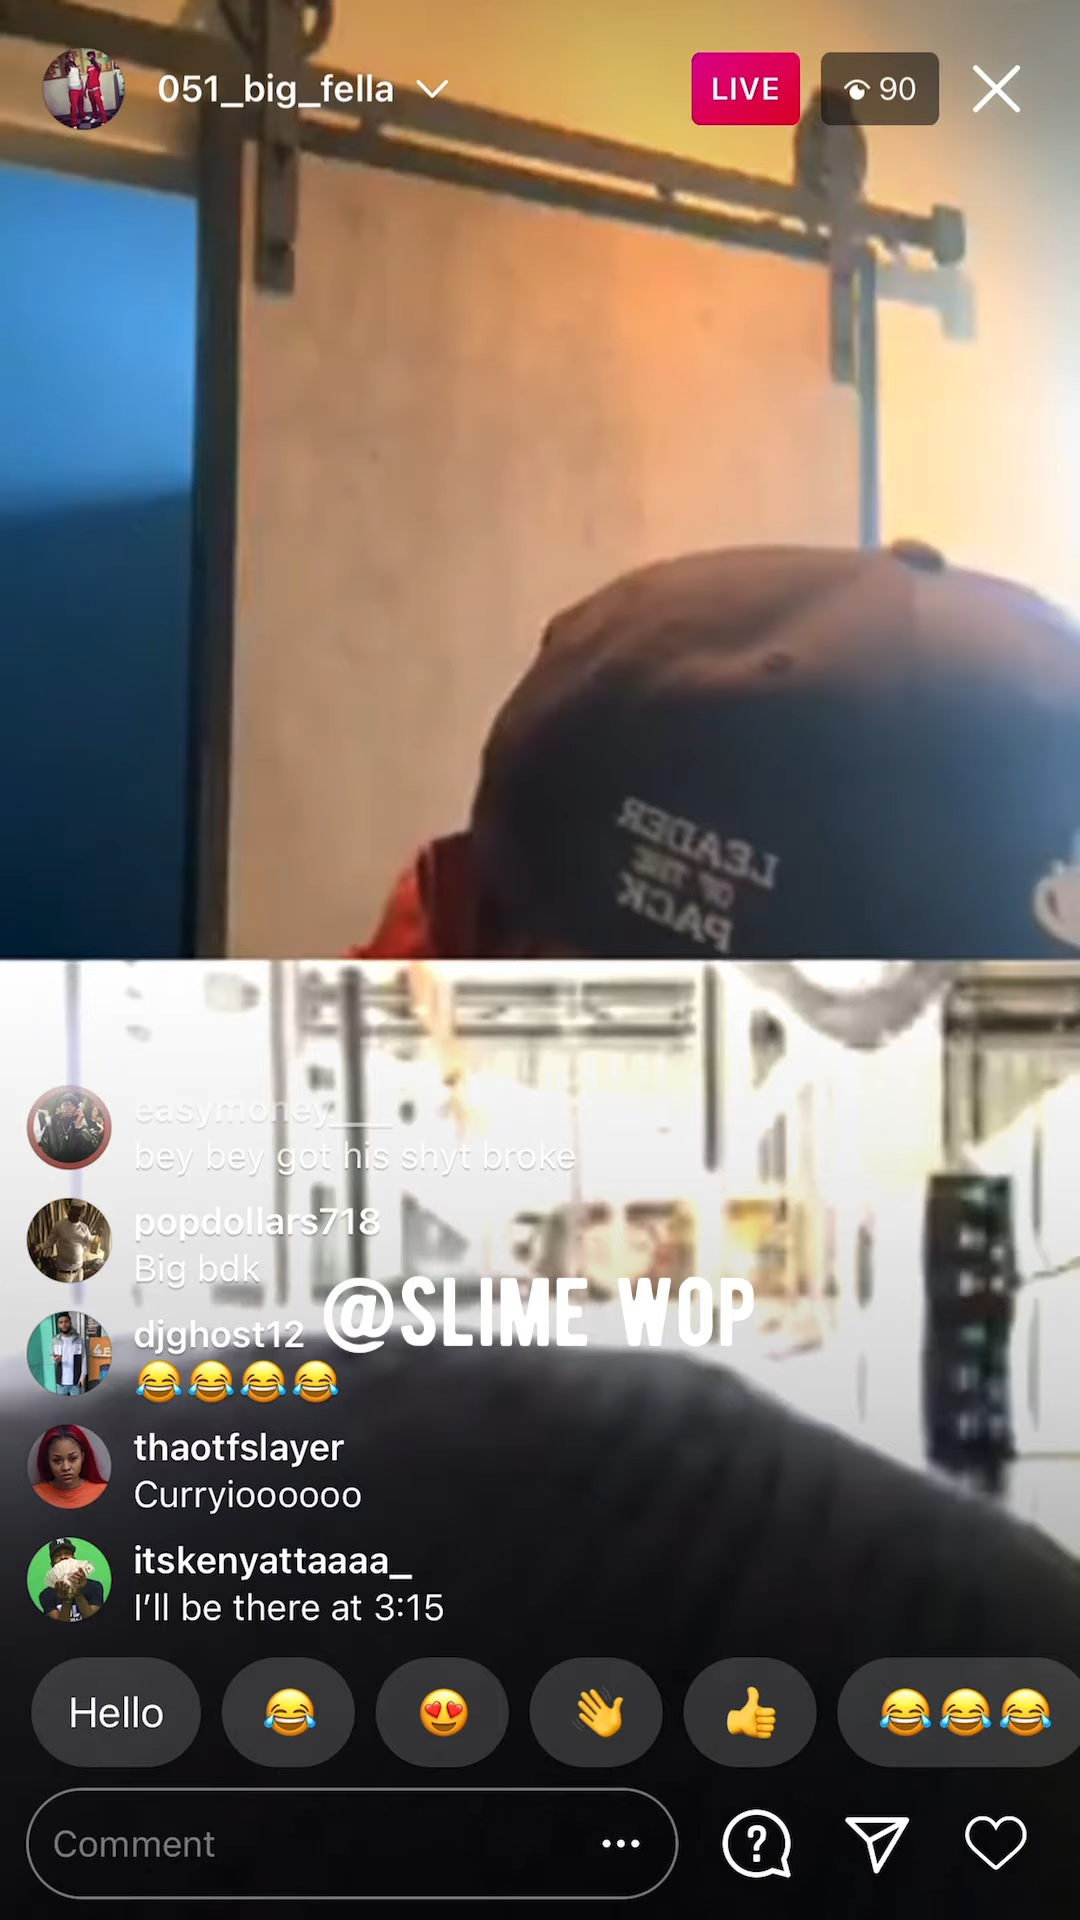 051_big_fella
LIVE
90
LEADER
OF THE
PACK
easymoney___
bey bey got his shyt broke
popdollars718
Big bdk
@SLIME WOP
djghost12
😂😂😂😂
thaotfslayer
Curryioooooo
itskenyattaaaa_
I’ll be there at 3:15
Hello
😂
😍
👋
👍
😂😂😂
Comment